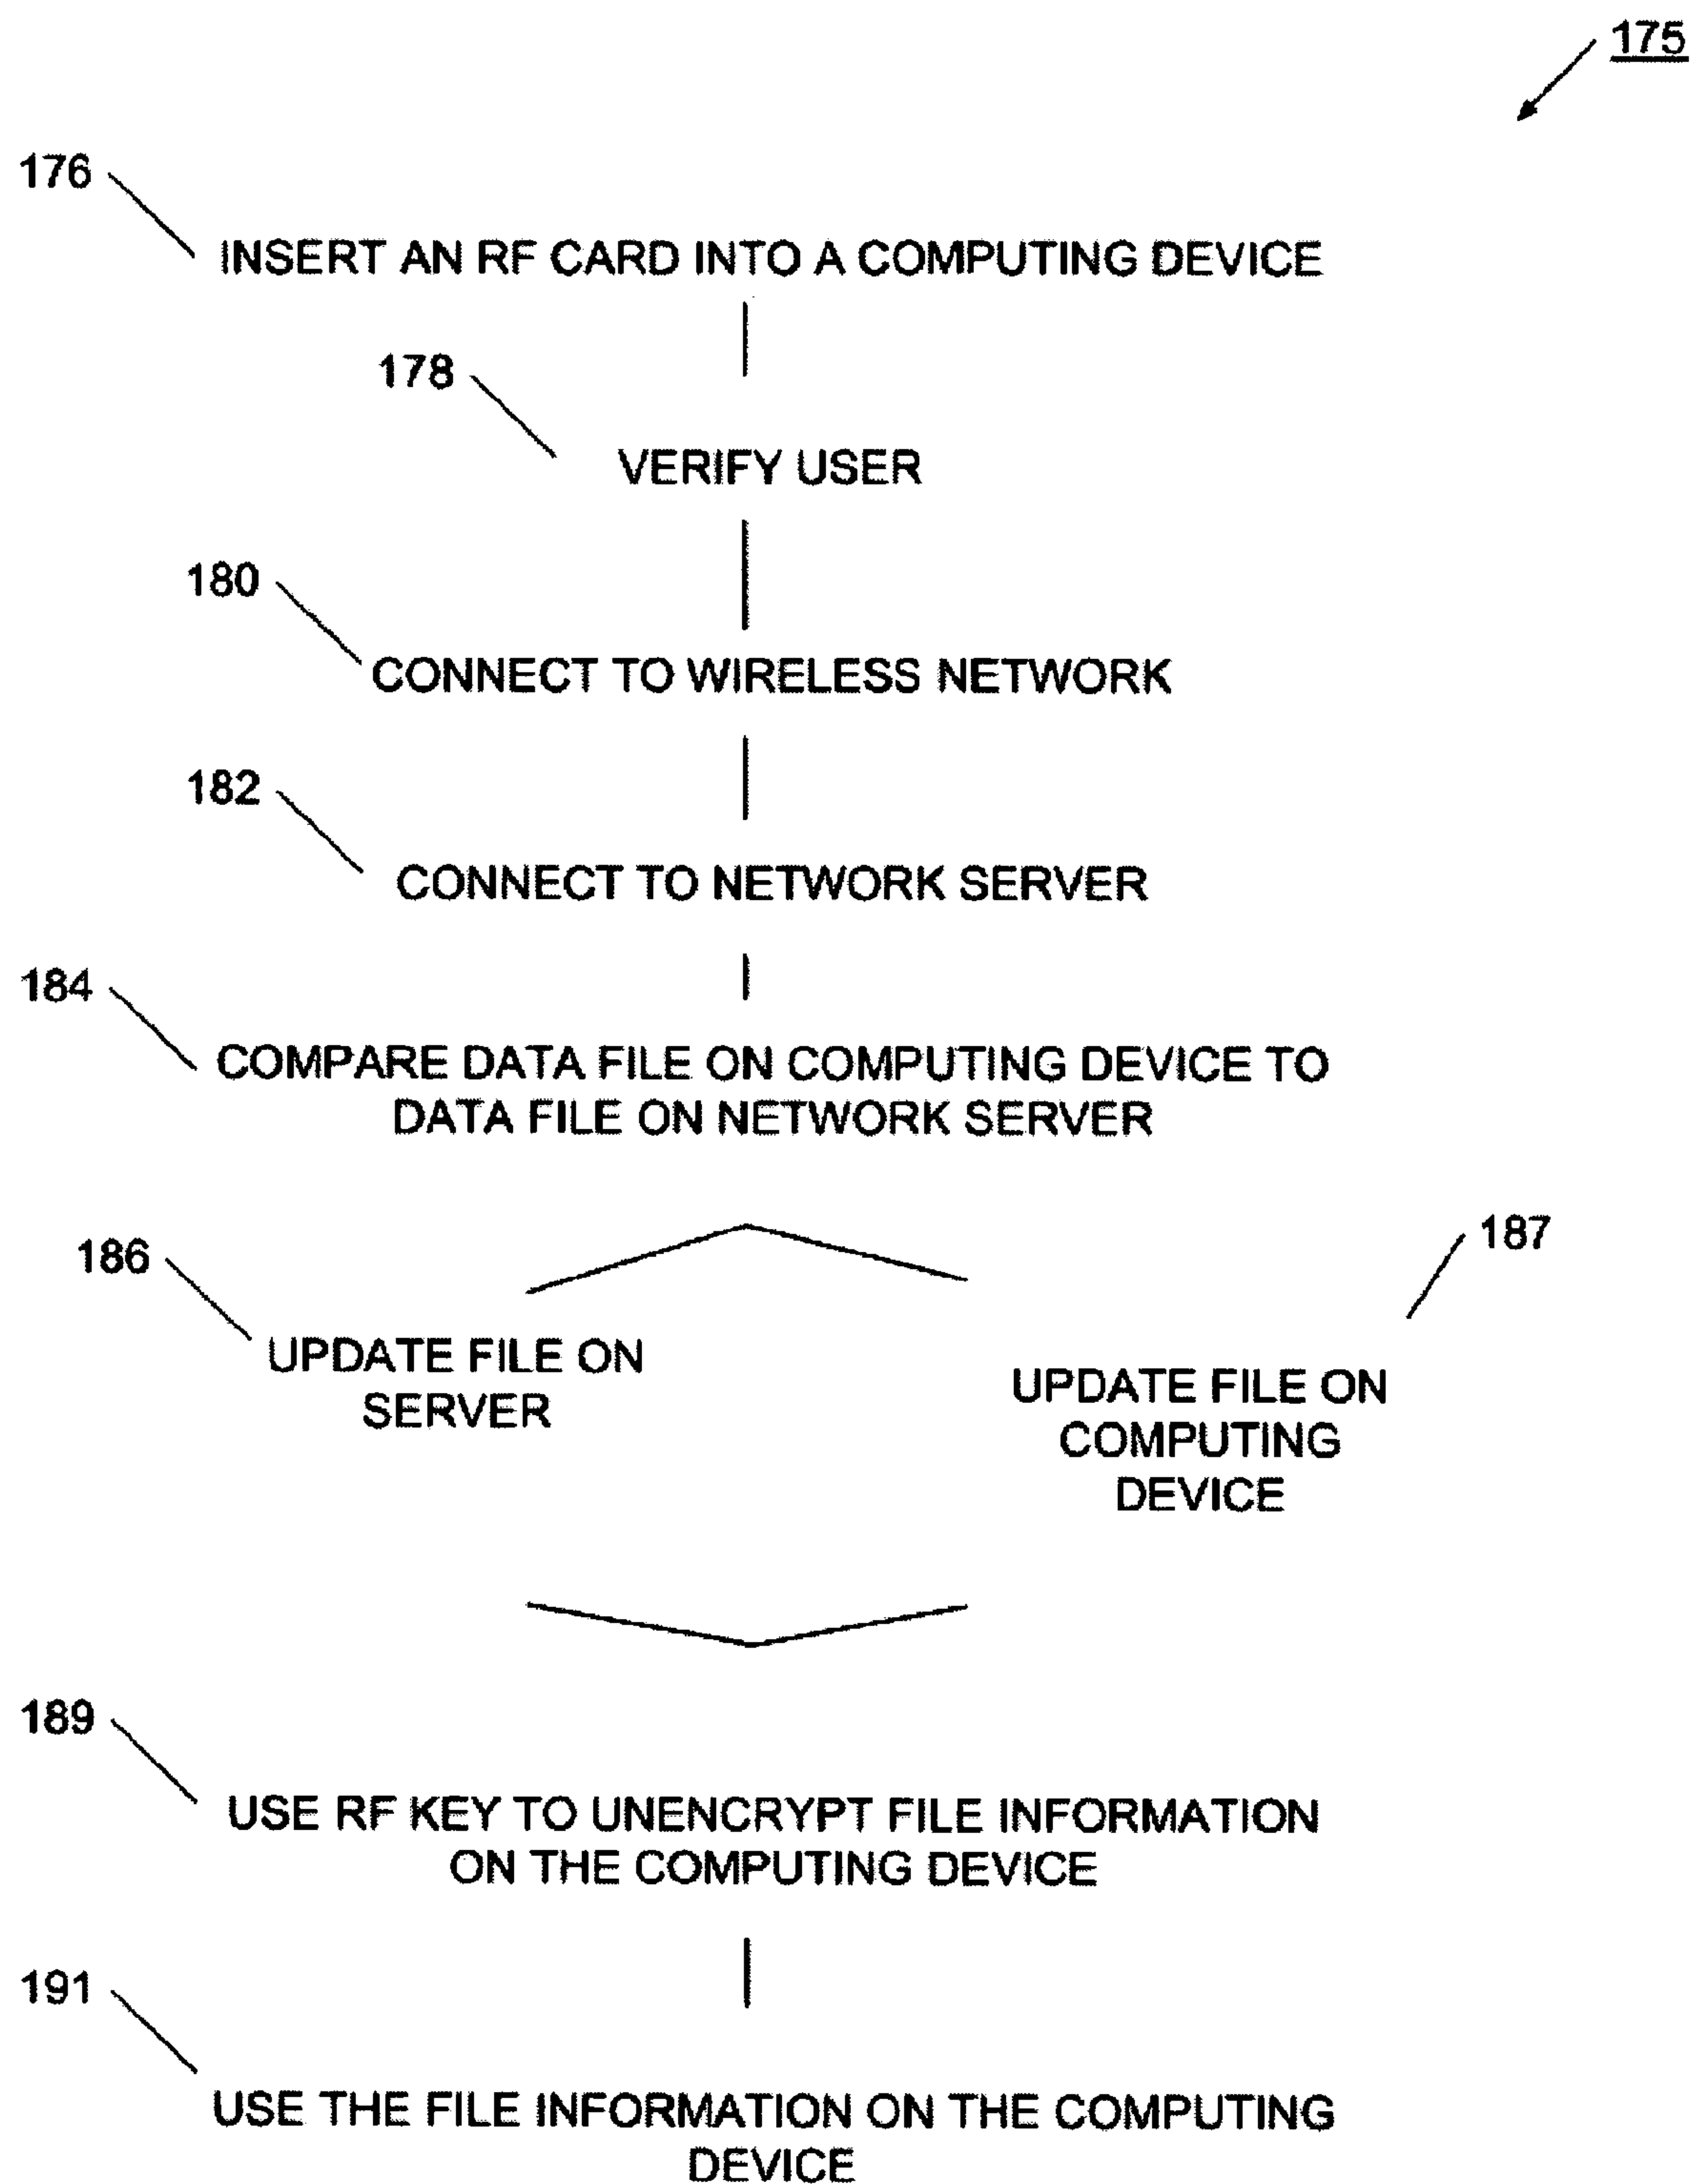 175
176
INSERT AN RF CARD INTO A COMPUTING DEVICE
178
VERIFY USER
180
CONNECT TO WIRELESS NETWORK
182
CONNECT TO NETWORK SERVER
184
COMPARE DATA FILE ON COMPUTING DEVICE TO
DATA FILE ON NETWORK SERVER
186
187
UPDATE FILE ON
SERVER
UPDATE FILE ON
COMPUTING
DEVICE
189
USE RF KEY TO UNENCRYPT FILE INFORMATION
ON THE COMPUTING DEVICE
191
USE THE FILE INFORMATION ON THE COMPUTING
DEVICE